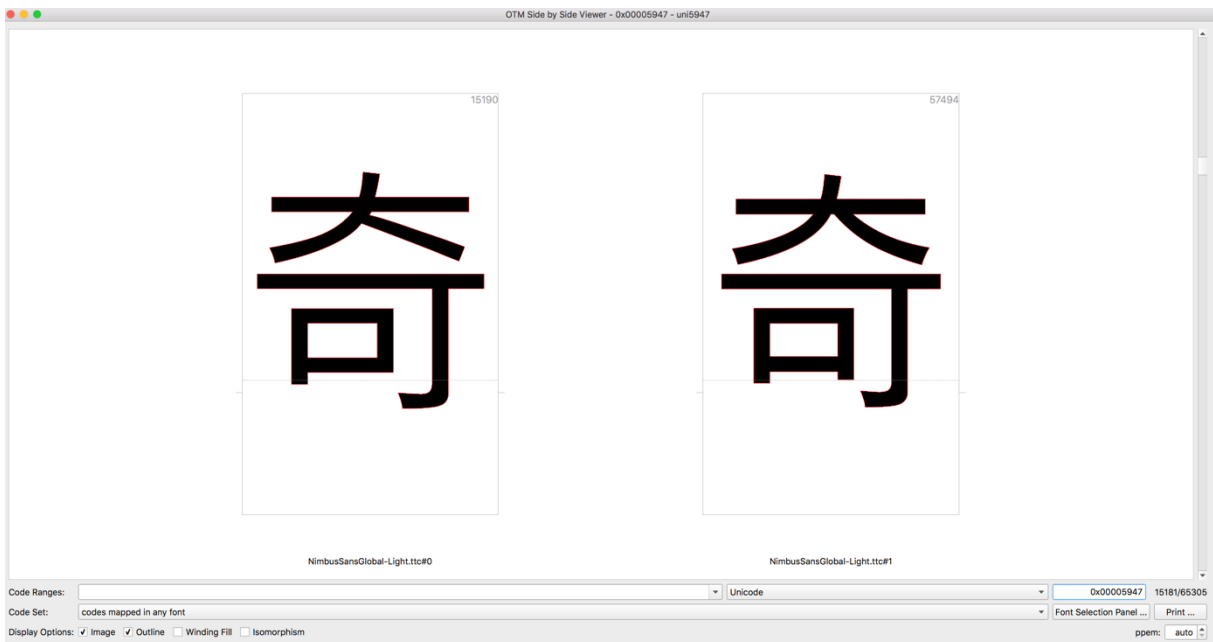 OTM Side by Side Viewer - 0x00005947 - uni5947
15190
57494
奇
奇
NimbusSansGlobal-Light.ttc#0
NimbusSansGlobal-Light.ttc#1
Code Ranges:
Unicode
0x00005947
15181/65305
Code Set:
codes mapped in any font
Font Selection Panel ...
Print ...
Display Options:
Image
Outline
Winding Fill
Isomorphism
ppem:
auto